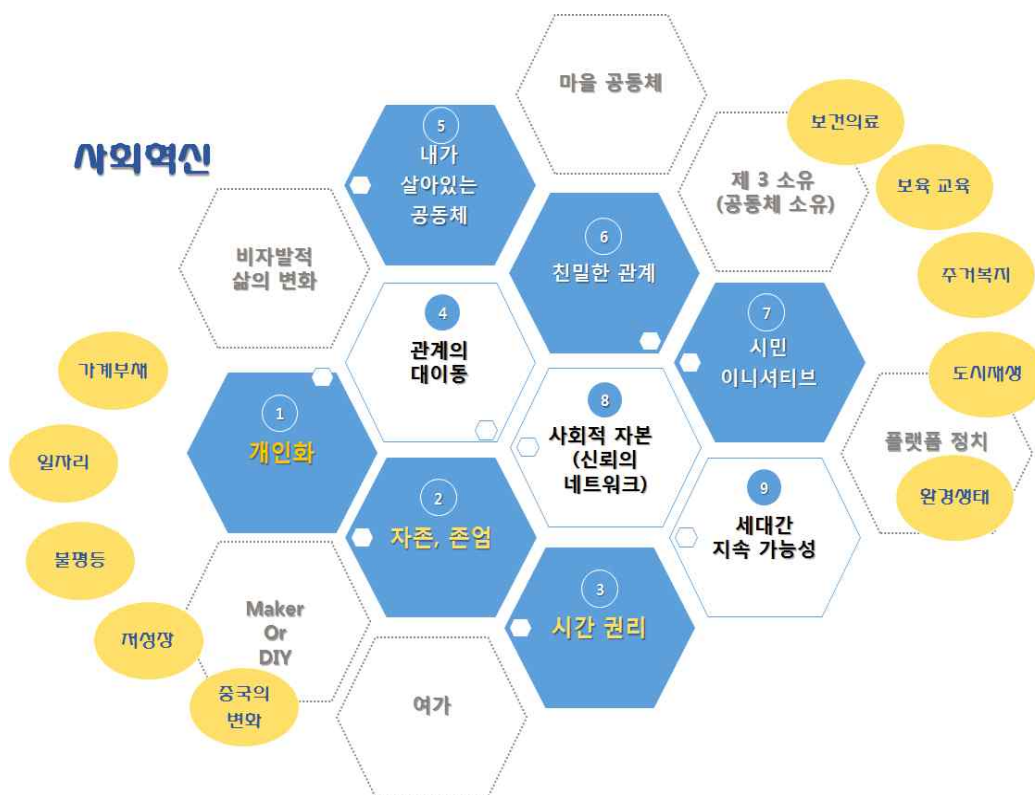 사회혁신
마을 공동체
5
내가
살아있는
공동체
보건의료
제 3 소유
(공동체 소유)
보육 교육
비자발적
삶의 변화
6
친밀한 관계
주거복지
4
관계의
대이동
7
시민
이니셔티브
가계부채
도시재생
1
개인화
8
사회적 자본
(신뢰의
네트워크)
플랫폼 정치
일자리
환경생태
2
자존, 존엄
9
세대간
지속 가능성
불평등
Maker
Or
DIY
3
시간 권리
저성장
중국의
변화
여가